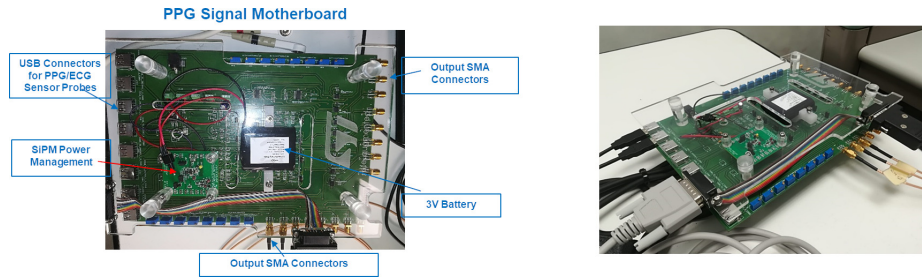 PPG Signal Motherboard
USB Connectors
for PPG/ECG
Sensor Probes
Output SMA
Connectors
SiPM Power
Management
3V Battery
Output SMA Connectors